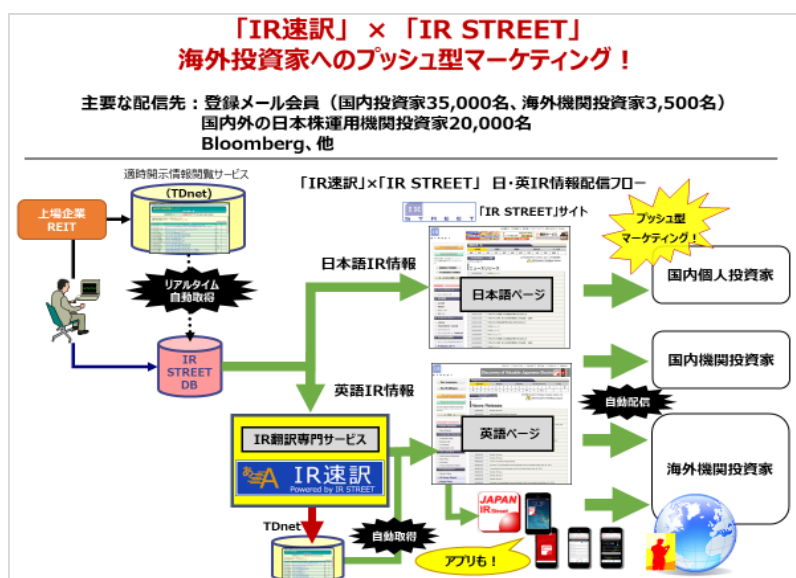 「IR速訳」×「IR STREET」
海外投資家へのプッシュ型マーケティング！
主要な配信先：登録メール会員（国内投資家35,000名、海外機関投資家3,500名）
国内外の日本株運用機関投資家20,000名
Bloomberg、他
適時開示情報閲覧サービス
(TDnet)
「IR速訳」×「IR STREET」 日・英IR情報配信フロー
上場企業
REIT
IR
STREET
「IR STREET」サイト
プッシュ型
マーケティング！
リアルタイム
自動取得
日本語IR情報
日本語ページ
国内個人投資家
IR
STREET
DB
国内機関投資家
英語IR情報
自動配信
IR翻訳専門サービス
英語ページ
あ
A
IR速訳
Powered by IR STREET
海外機関投資家
TDnet
自動取得
JAPAN
IR Street
アプリも！